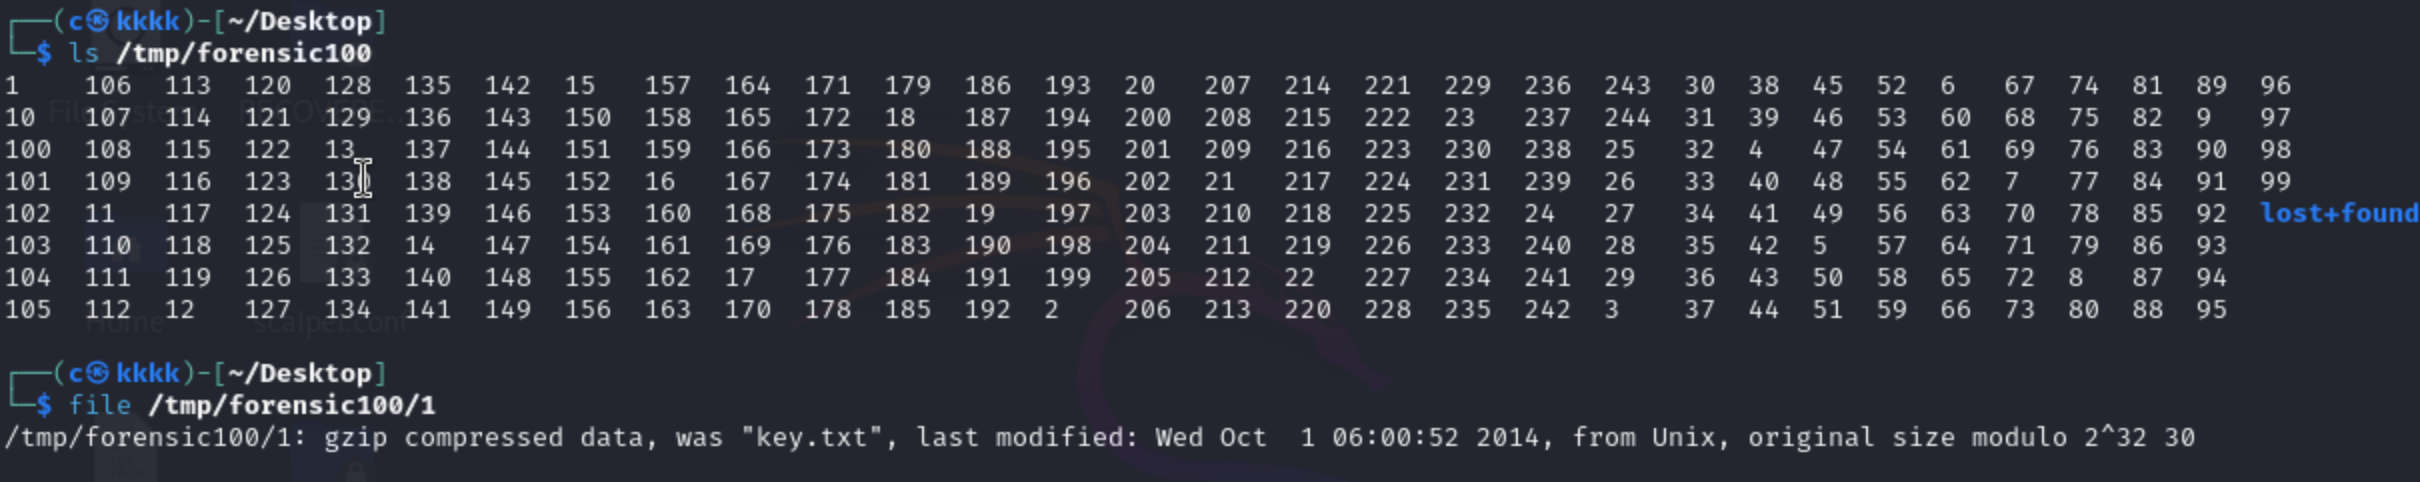 ┌──(c㉿kkkk)-[~/Desktop]
└─$ ls /tmp/forensic100
1 106 113 120 128 135 142 15 157 164 171 179 186 193 20 207 214 221 229 236 243 30 38 45 52 6 67 74 81 89 96
10 107 114 121 129 136 143 150 158 165 172 18 187 194 200 208 215 222 23 237 244 31 39 46 53 60 68 75 82 9 97
100 108 115 122 13 137 144 151 159 166 173 180 188 195 201 209 216 223 230 238 25 32 4 47 54 61 69 76 83 90 98
101 109 116 123 130 138 145 152 16 167 174 181 189 196 202 21 217 224 231 239 26 33 40 48 55 62 7 77 84 91 99
102 11 117 124 131 139 146 153 160 168 175 182 19 197 203 210 218 225 232 24 27 34 41 49 56 63 70 78 85 92 lost+found
103 110 118 125 132 14 147 154 161 169 176 183 190 198 204 211 219 226 233 240 28 35 42 5 57 64 71 79 86 93
104 111 119 126 133 140 148 155 162 17 177 184 191 199 205 212 22 227 234 241 29 36 43 50 58 65 72 8 87 94
105 112 12 127 134 141 149 156 163 170 178 185 192 2 206 213 220 228 235 242 3 37 44 51 59 66 73 80 88 95
┌──(c㉿kkkk)-[~/Desktop]
└─$ file /tmp/forensic100/1
/tmp/forensic100/1: gzip compressed data, was "key.txt", last modified: Wed Oct  1 06:00:52 2014, from Unix, original size modulo 2^32 30